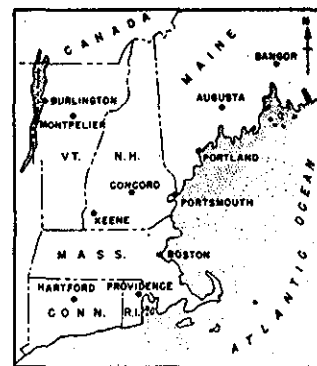 CANADA
N
MAINE
BANGOR
BURLINGTON
AUGUSTA
MONTPELIER
PORTLAND
VT.
N.H.
CONCORD
PORTSMOUTH
KEENE
MASS.
BOSTON
HARTFORD
PROVIDENCE
CONN.
R.I.
ATLANTIC OCEAN